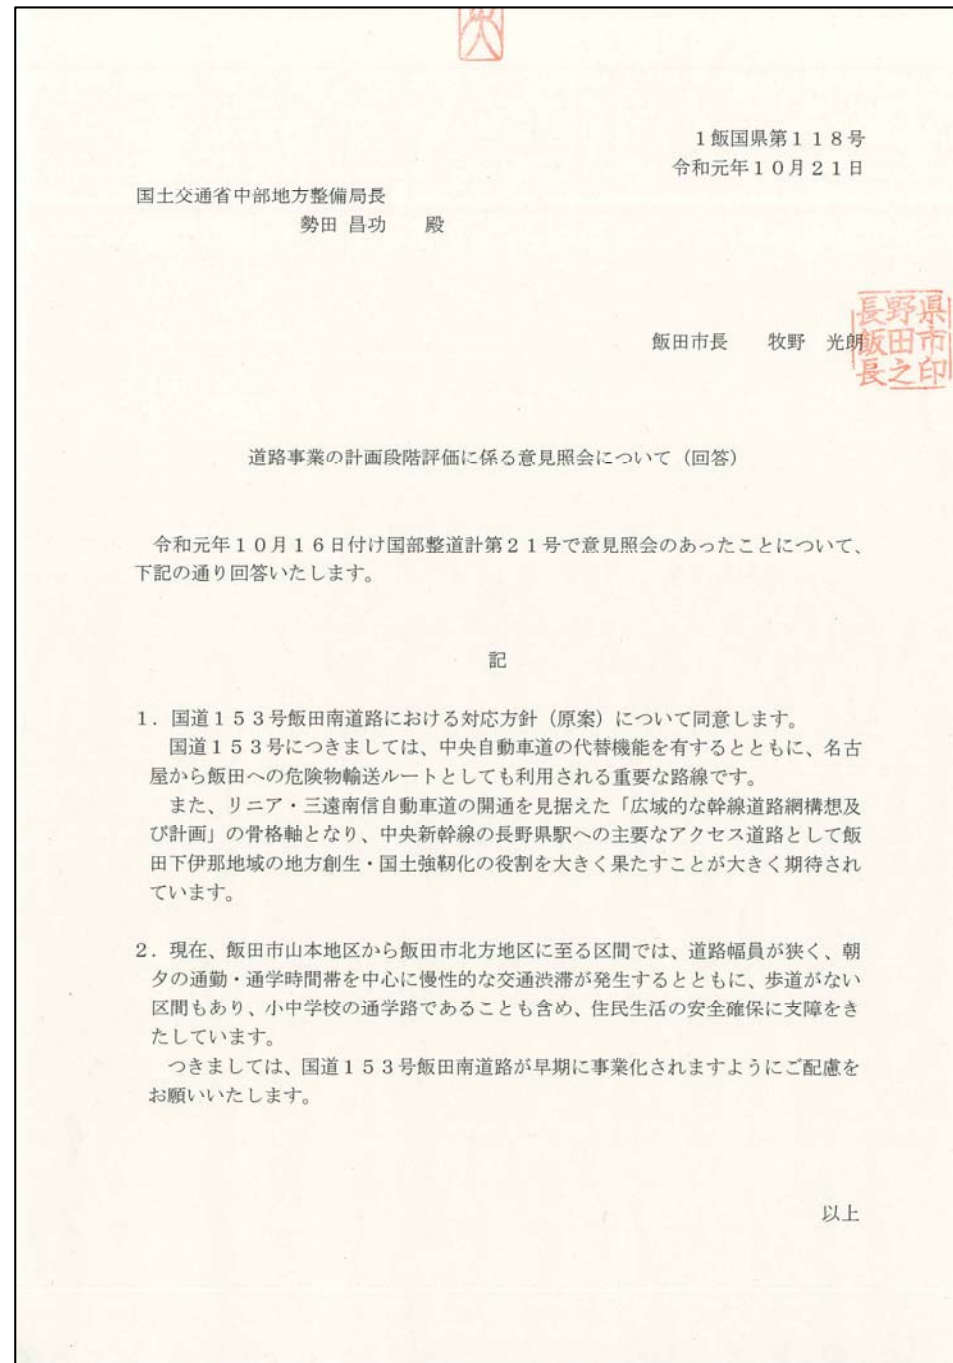 １飯国県第１１８号
令和元年１０月２１日
国土交通省中部地方整備局長
勢田 昌功　殿
飯田市長　牧野　光朗
長野県
飯田市
長之印
道路事業の計画段階評価に係る意見照会について（回答）
令和元年１０月１６日付け国部整道計第２１号で意見照会のあったことについて、
下記の通り回答いたします。
記
１．国道１５３号飯田南道路における対応方針（原案）について同意します。
国道１５３号につきましては、中央自動車道の代替機能を有するとともに、名古
屋から飯田への危険物輸送ルートとしても利用される重要な路線です。
また、リニア・三遠南信自動車道の開通を見据えた「広域的な幹線道路網構想及
び計画」の骨格軸となり、中央新幹線の長野県駅への主要なアクセス道路として飯
田下伊那地域の地方創生・国土強靭化の役割を大きく果たすことが大きく期待され
ています。
２．現在、飯田市山本地区から飯田市北方地区に至る区間では、道路幅員が狭く、朝
夕の通勤・通学時間帯を中心に慢性的な交通渋滞が発生するとともに、歩道がない
区間もあり、小中学校の通学路であることも含め、住民生活の安全確保に支障をき
たしています。
つきましては、国道１５３号飯田南道路が早期に事業化されますようにご配慮を
お願いいたします。
以上